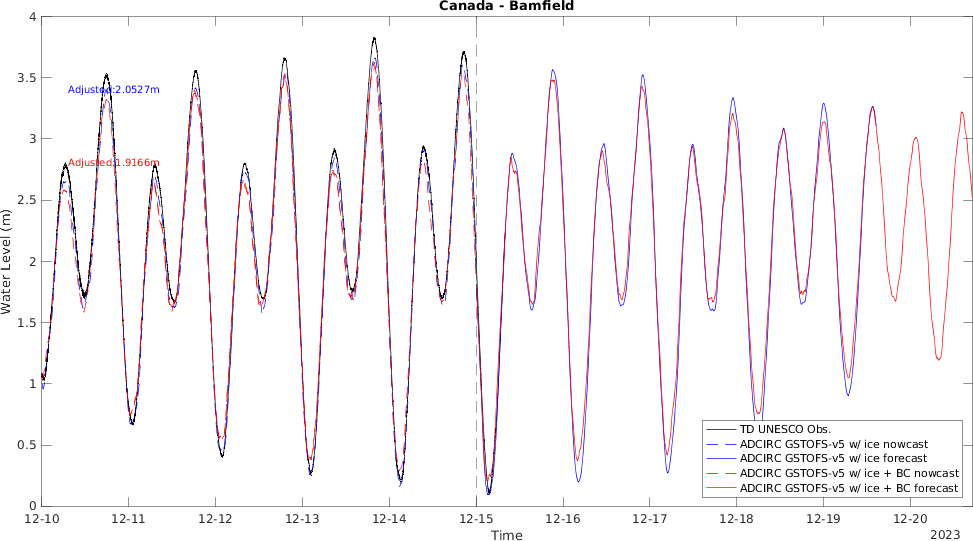 Canada - Bamfield
4
3.5
3
2.5
2
1.5
1
0.5
0
Water Level (m)
Adjusted:2.0527m
Adjusted:1.9166m
TD UNESCO Obs.
ADCIRC GSTOFS-v5 w/ ice nowcast
ADCIRC GSTOFS-v5 w/ ice forecast
ADCIRC GSTOFS-v5 w/ ice + BC nowcast
ADCIRC GSTOFS-v5 w/ ice + BC forecast
12-10 12-11 12-12 12-13 12-14 12-15 12-16 12-17 12-18 12-19 12-20
Time
2023